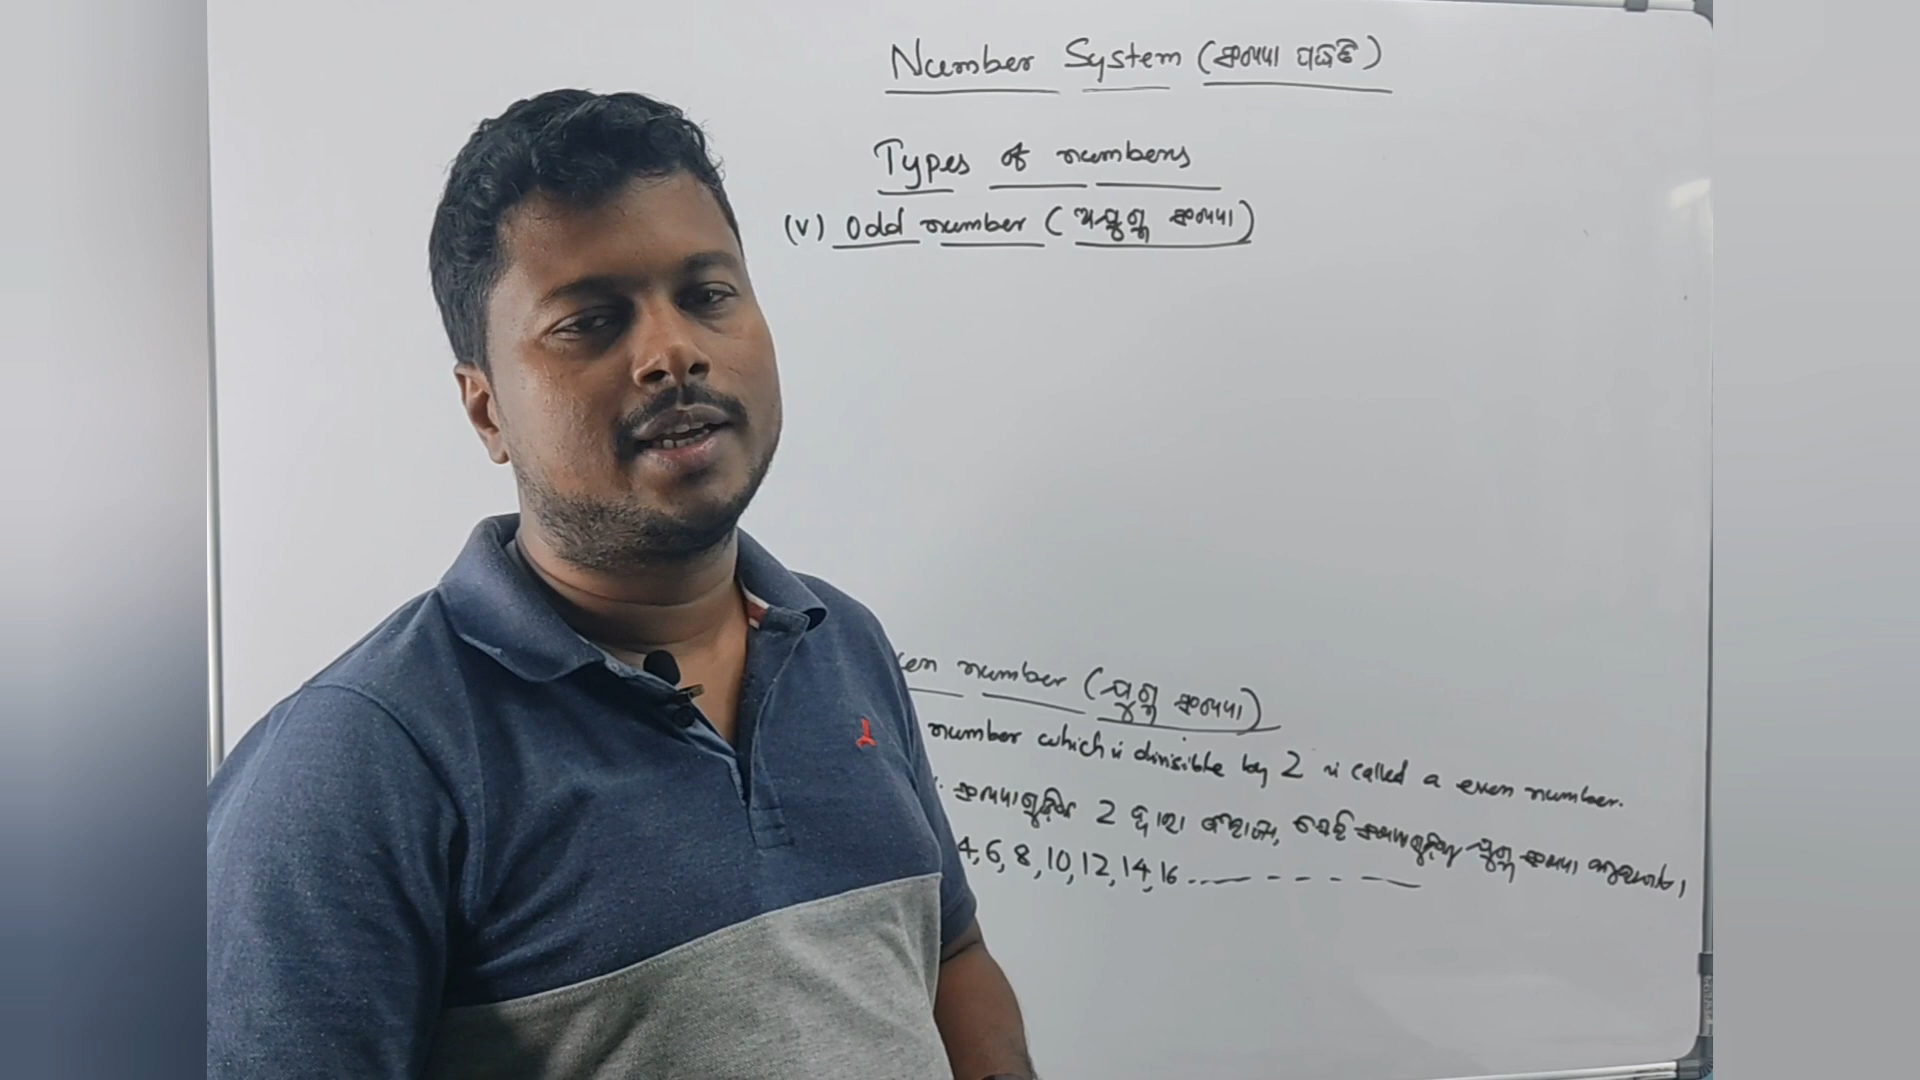 Number System (ସଂଖ୍ୟା ପଦ୍ଧତି)
Types of numbers
(v) Odd number (ଅଯୁଗ୍ମ ସଂଖ୍ୟା)
en number (ଯୁଗ୍ମ ସଂଖ୍ୟା)
number which is divisible by 2 is called a even number.
ସଂଖ୍ୟାଗୁଡ଼ିକ 2 ଦ୍ୱାରା ବିଭାଜ୍ୟ, ସେହି ସଂଖ୍ୟାଗୁଡ଼ିକୁ ଯୁଗ୍ମ ସଂଖ୍ୟା କୁହାଯାଏ ।
4, 6, 8, 10, 12, 14, 16 .... - - - -